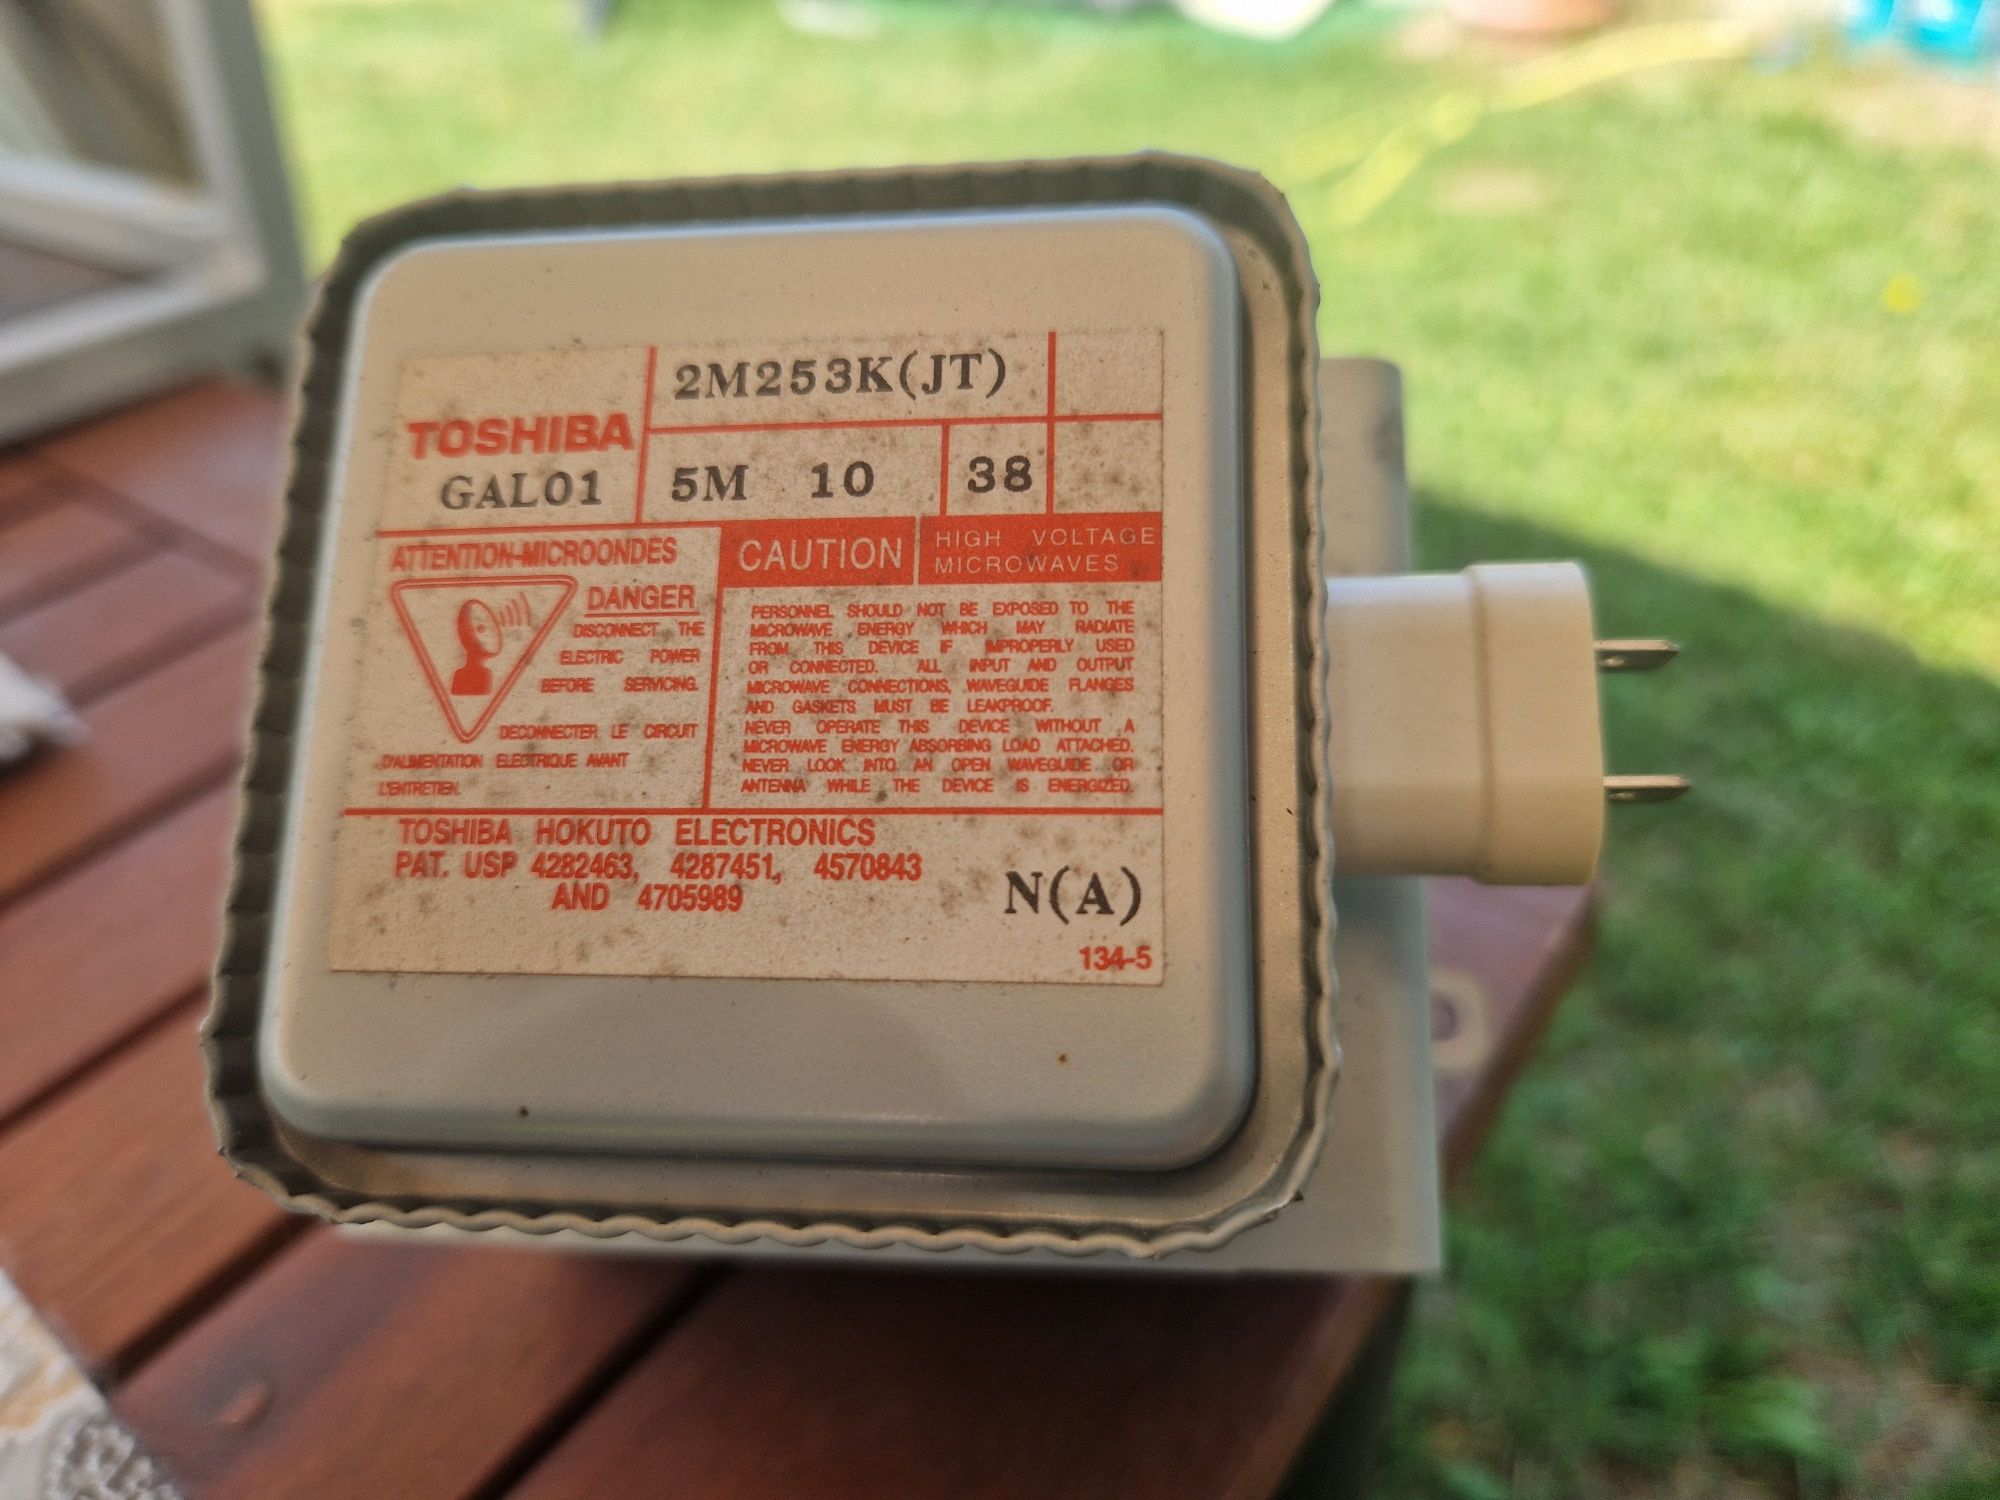 2M253K(JT)
TOSHIBA
GAL01
5M 10 38
ATTENTION-MICROONDES
DANGER
DISCONNECT THE
ELECTRIC POWER
BEFORE SERVICING.
DECONNECTER LE CIRCUIT
D'ALIMENTATION ELECTRIQUE AVANT
L'ENTRETIEN.
CAUTION
HIGH VOLTAGE
MICROWAVES
PERSONNEL SHOULD NOT BE EXPOSED TO THE
MICROWAVE ENERGY WHICH MAY RADIATE
FROM THIS DEVICE IF IMPROPERLY USED
OR CONNECTED. ALL INPUT AND OUTPUT
MICROWAVE CONNECTIONS, WAVEGUIDE FLANGES
AND GASKETS MUST BE LEAKPROOF.
NEVER OPERATE THIS DEVICE WITHOUT A
MICROWAVE ENERGY ABSORBING LOAD ATTACHED.
NEVER LOOK INTO AN OPEN WAVEGUIDE OR
ANTENNA WHILE THE DEVICE IS ENERGIZED.
TOSHIBA HOKUTO ELECTRONICS
PAT. USP 4282463, 4287451, 4570843
AND 4705989
N(A)
134-5